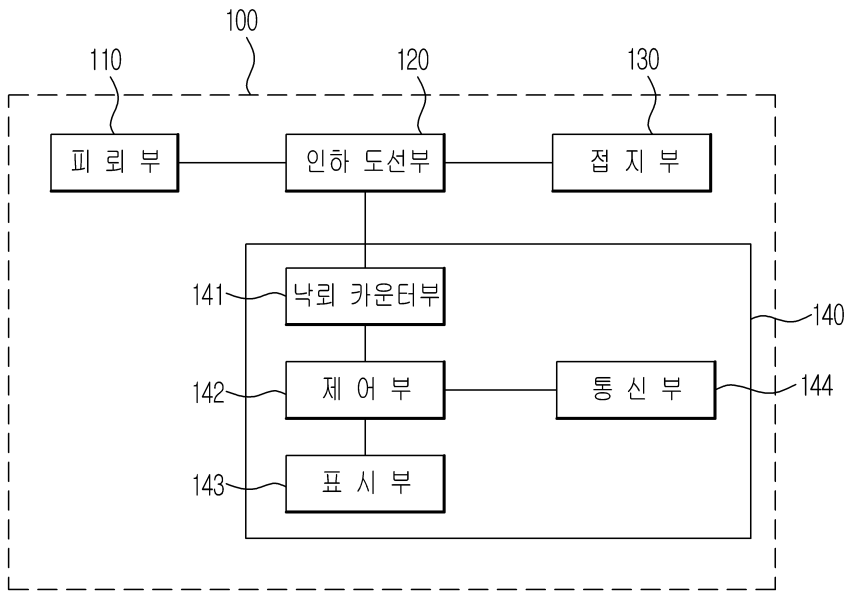 100
110
120
130
피 뢰 부
인하 도선부
접 지 부
141
낙뢰 카운터부
140
142
제 어 부
통 신 부
144
143
표 시 부